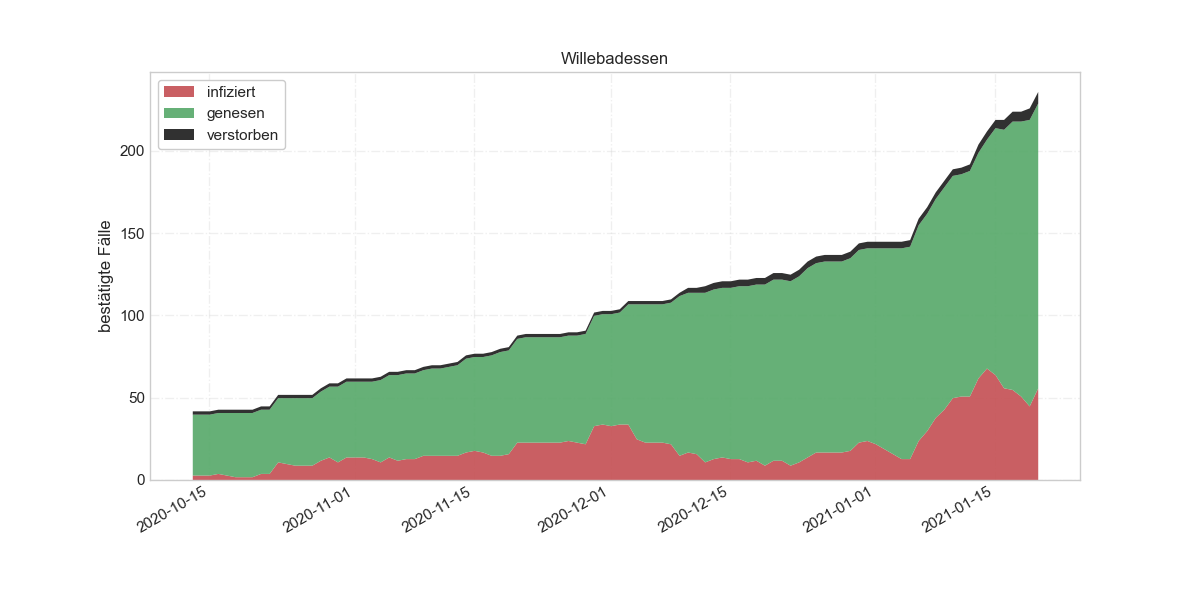 Willebadessen
infiziert
genesen
verstorben
bestätigte Fälle
200
150
100
50
0
2020-10-15
2020-11-01
2020-11-15
2020-12-01
2020-12-15
2021-01-01
2021-01-15